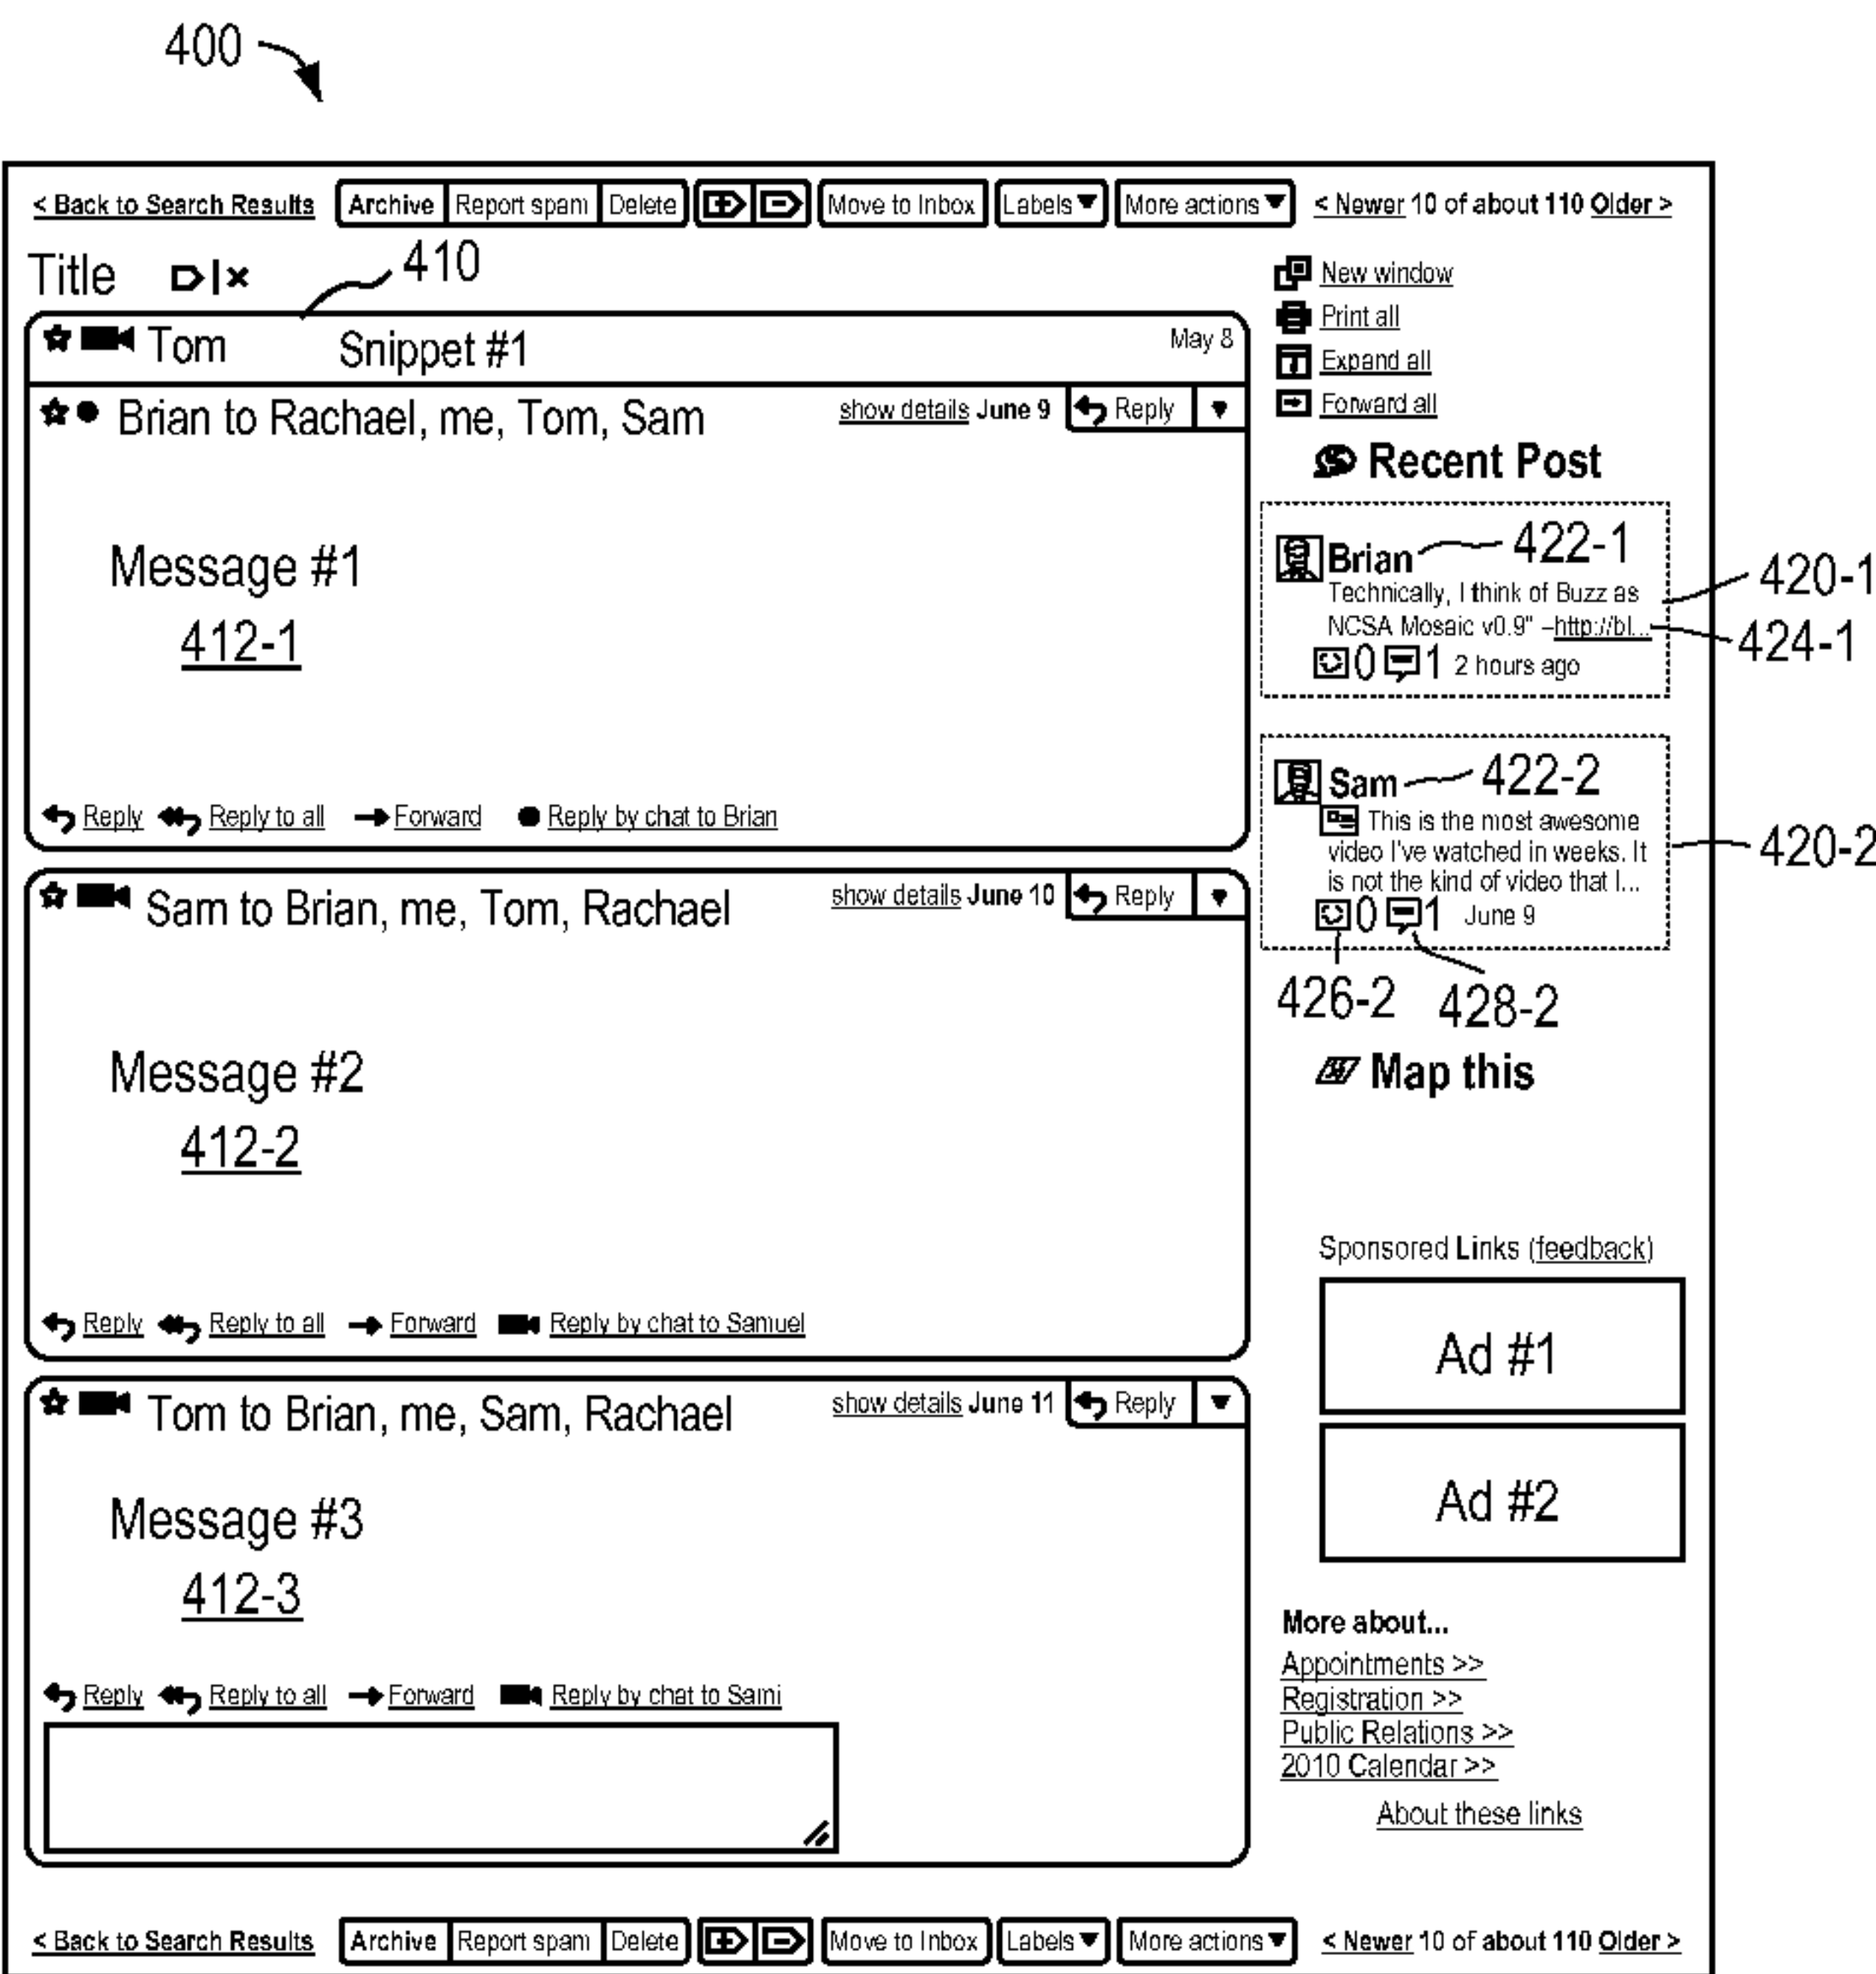 400
< Back to Search Results Archive Report spam Delete Move to Inbox Labels More actions < Newer 10 of about 110 Older >
Title 410
Tom Snippet #1 May 8
Brian to Rachael, me, Tom, Sam show details June 9 Reply
Message #1
412-1
Reply Reply to all Forward Reply by chat to Brian
Sam to Brian, me, Tom, Rachael show details June 10 Reply
Message #2
412-2
Reply Reply to all Forward Reply by chat to Samuel
Tom to Brian, me, Sam, Rachael show details June 11 Reply
Message #3
412-3
Reply Reply to all Forward Reply by chat to Sami
New window
Print all
Expand all
Forward all
Recent Post
Brian 422-1
420-1
Technically, I think of Buzz as
NCSA Mosaic v0.9" –http://bl...
424-1
0 1 2 hours ago
Sam 422-2
This is the most awesome
420-2
video I've watched in weeks. It
is not the kind of video that I...
0 1 June 9
426-2 428-2
Map this
Sponsored Links (feedback)
Ad #1
Ad #2
More about...
Appointments >>
Registration >>
Public Relations >>
2010 Calendar >>
About these links
< Back to Search Results Archive Report spam Delete Move to Inbox Labels More actions < Newer 10 of about 110 Older >